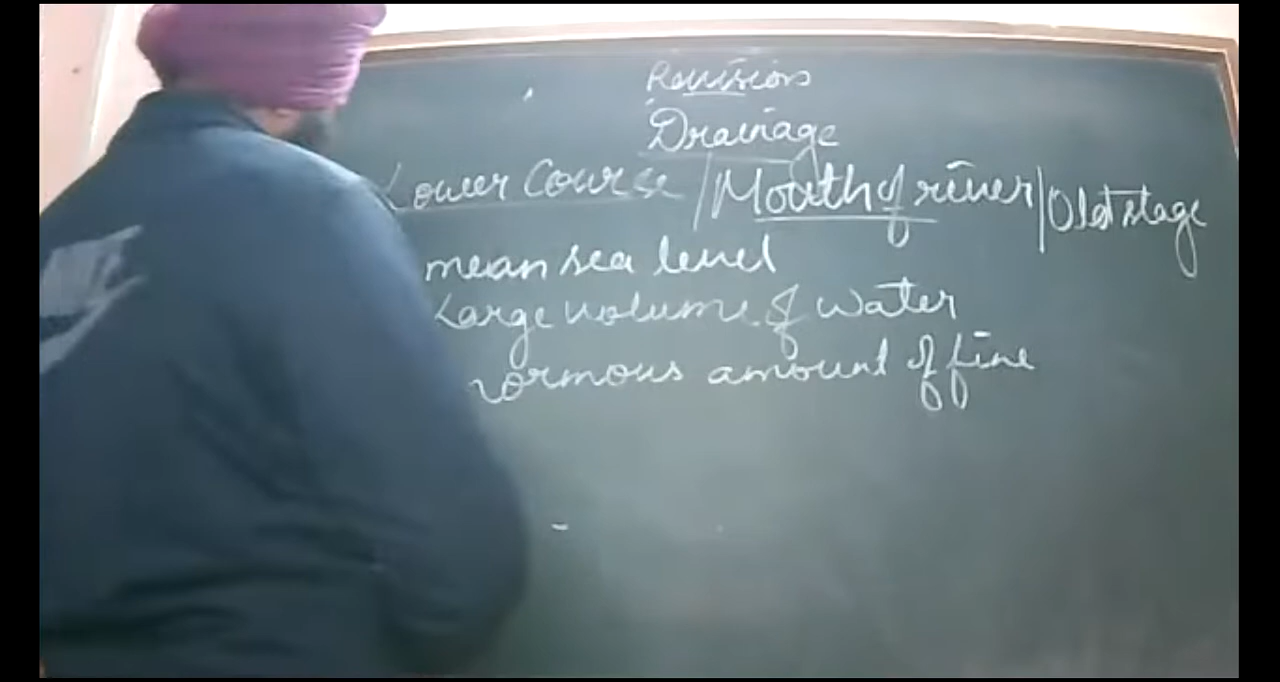 Revision
Drainage
Lower Course / Mouth of river / Old stage
mean sea level
Large volume of water
normous amount of fine